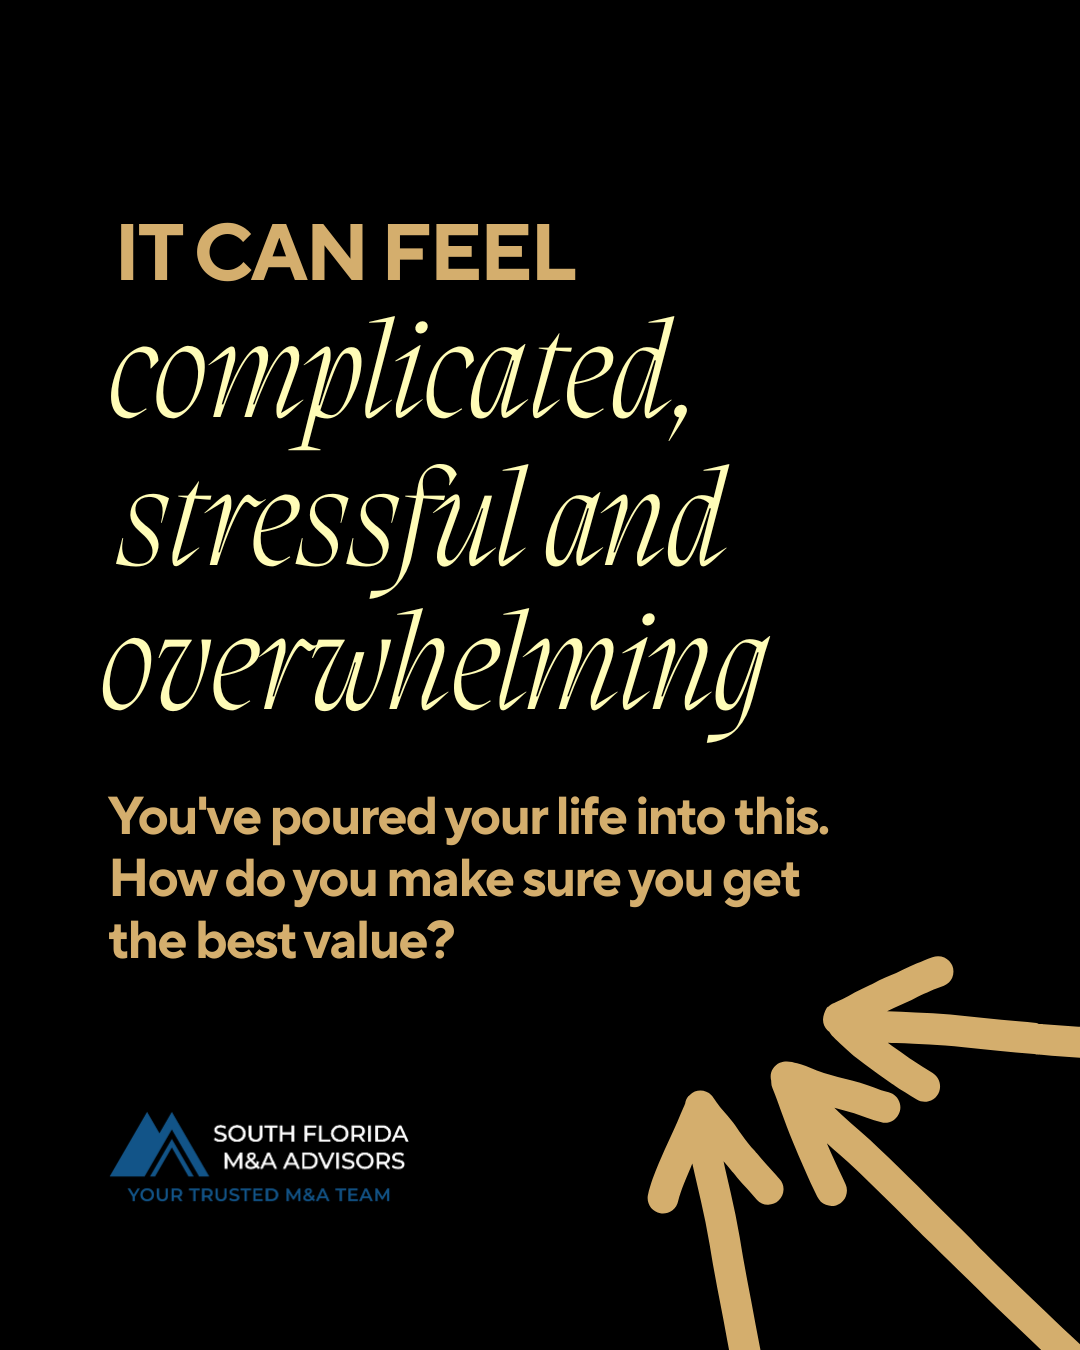 IT CAN FEEL
complicated,
stressful and
overwhelming
You've poured your life into this.
How do you make sure you get
the best value?
SOUTH FLORIDA
M&A ADVISORS
YOUR TRUSTED M&A TEAM